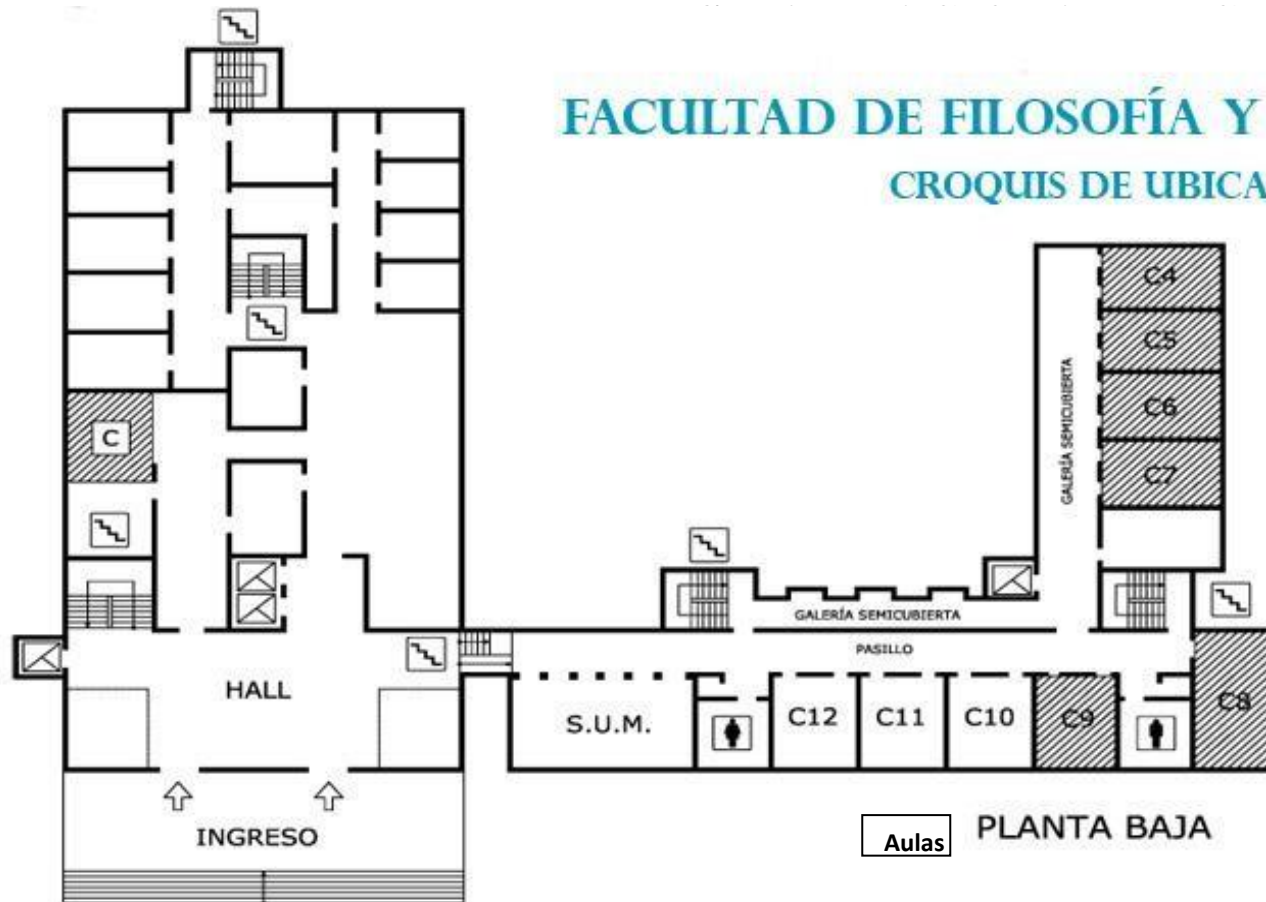 FACULTAD DE FILOSOFÍA Y
CROQUIS DE UBICA
C4
C5
C6
C7
GALERÍA SEMICUBIERTA
C
GALERÍA SEMICUBIERTA
PASILLO
HALL
S.U.M.
C12
C11
C10
C9
C8
INGRESO
Aulas
PLANTA BAJA